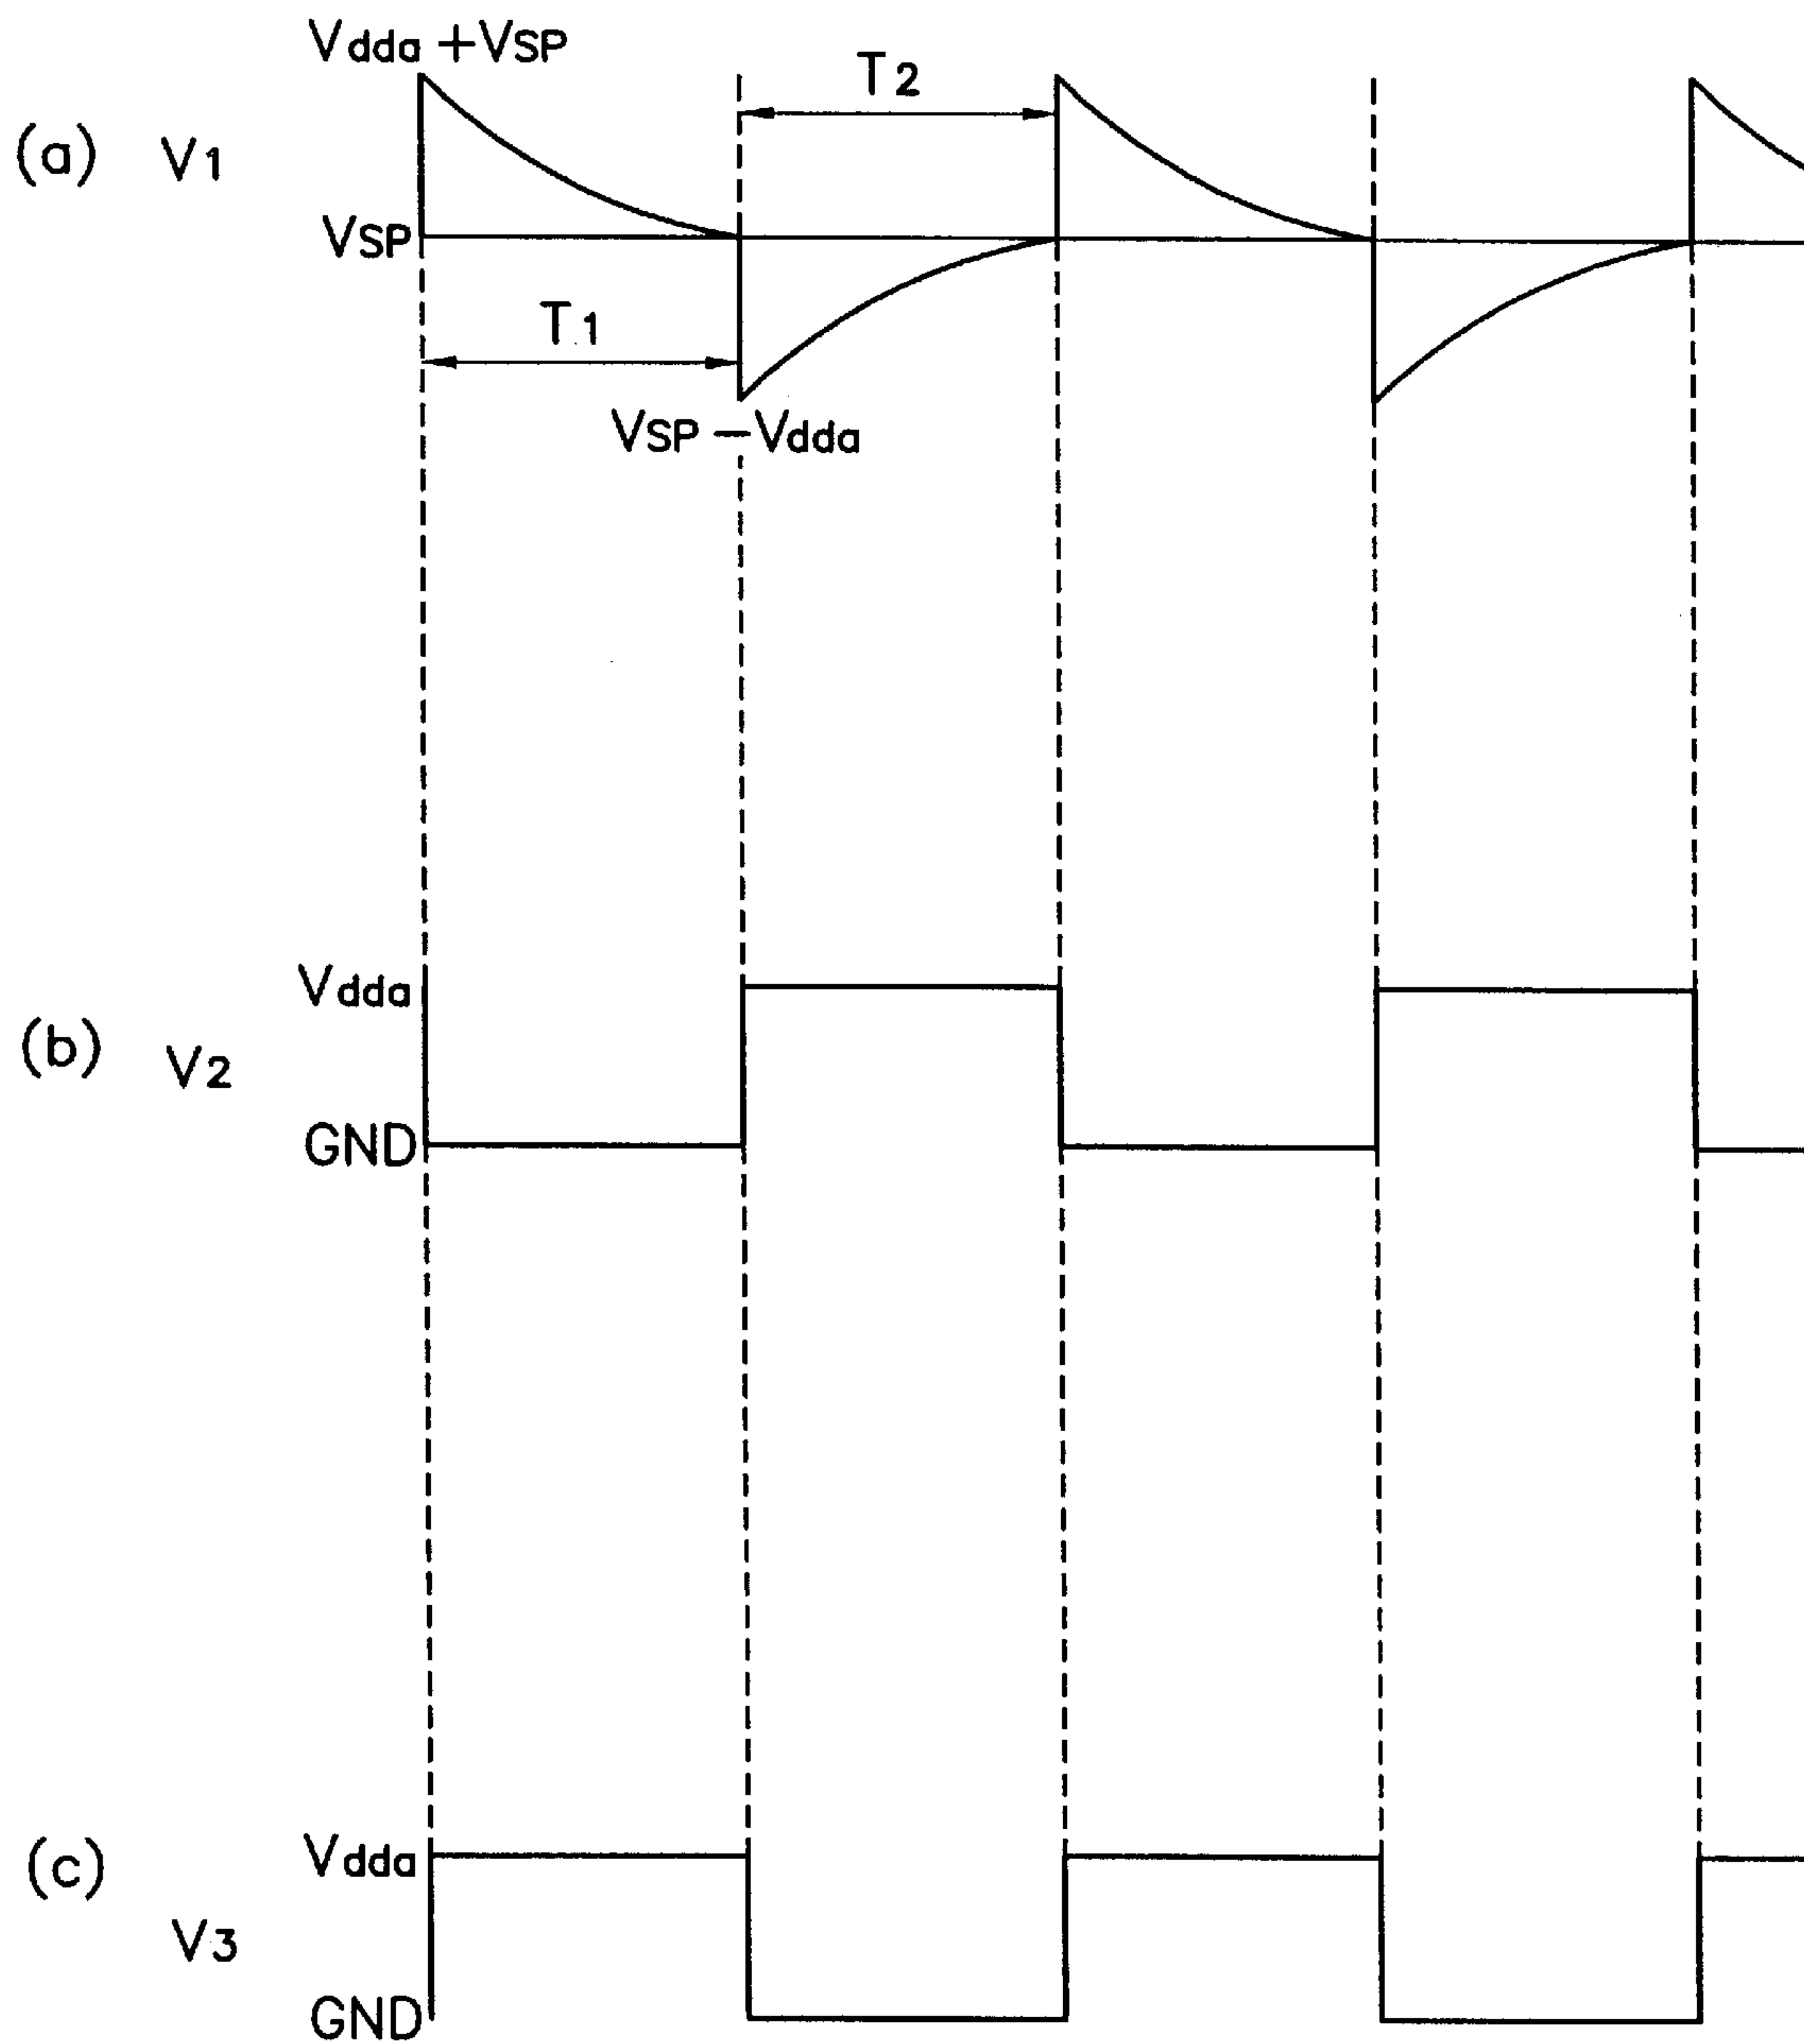 Vdda +VSP
T2
(a) V1
VSP
T1
VSP −Vdda
Vdda
(b) V2
GND
Vdda
(c)
V3
GND